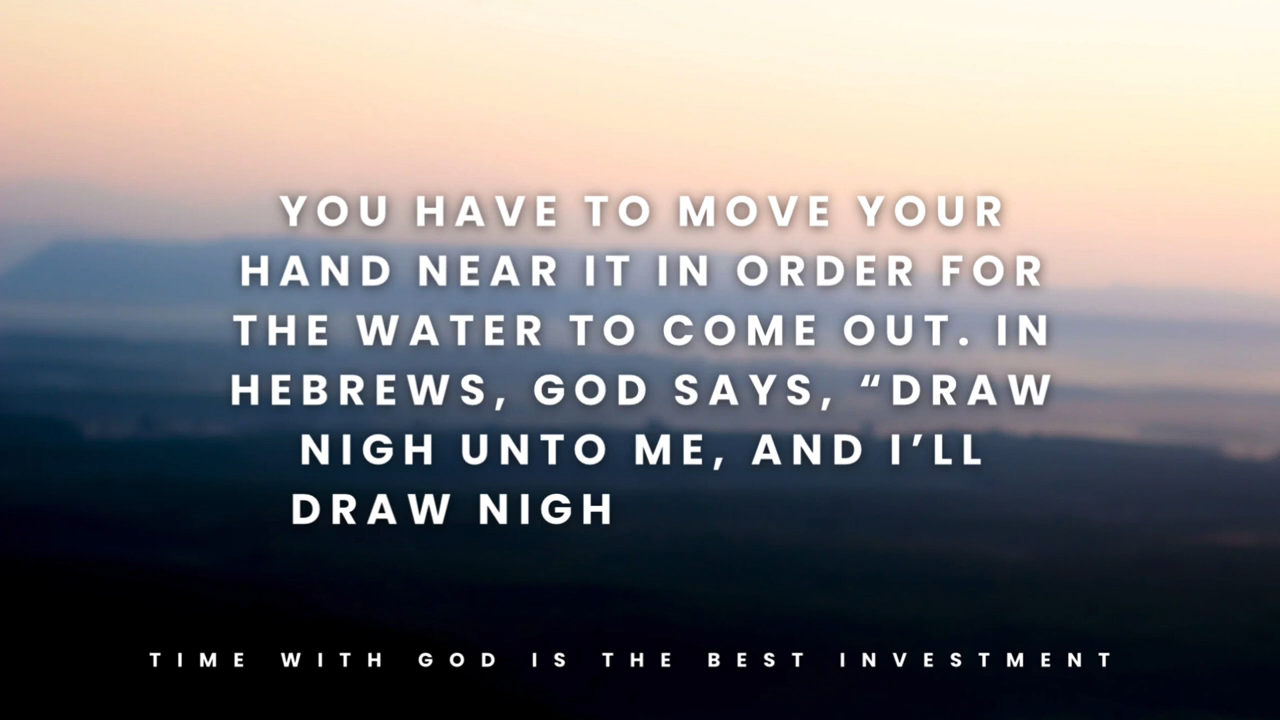 YOU HAVE TO MOVE YOUR
HAND NEAR IT IN ORDER FOR
THE WATER TO COME OUT. IN
HEBREWS, GOD SAYS, “DRAW
NIGH UNTO ME, AND I’LL
DRAW NIGH
TIME WITH GOD IS THE BEST INVESTMENT